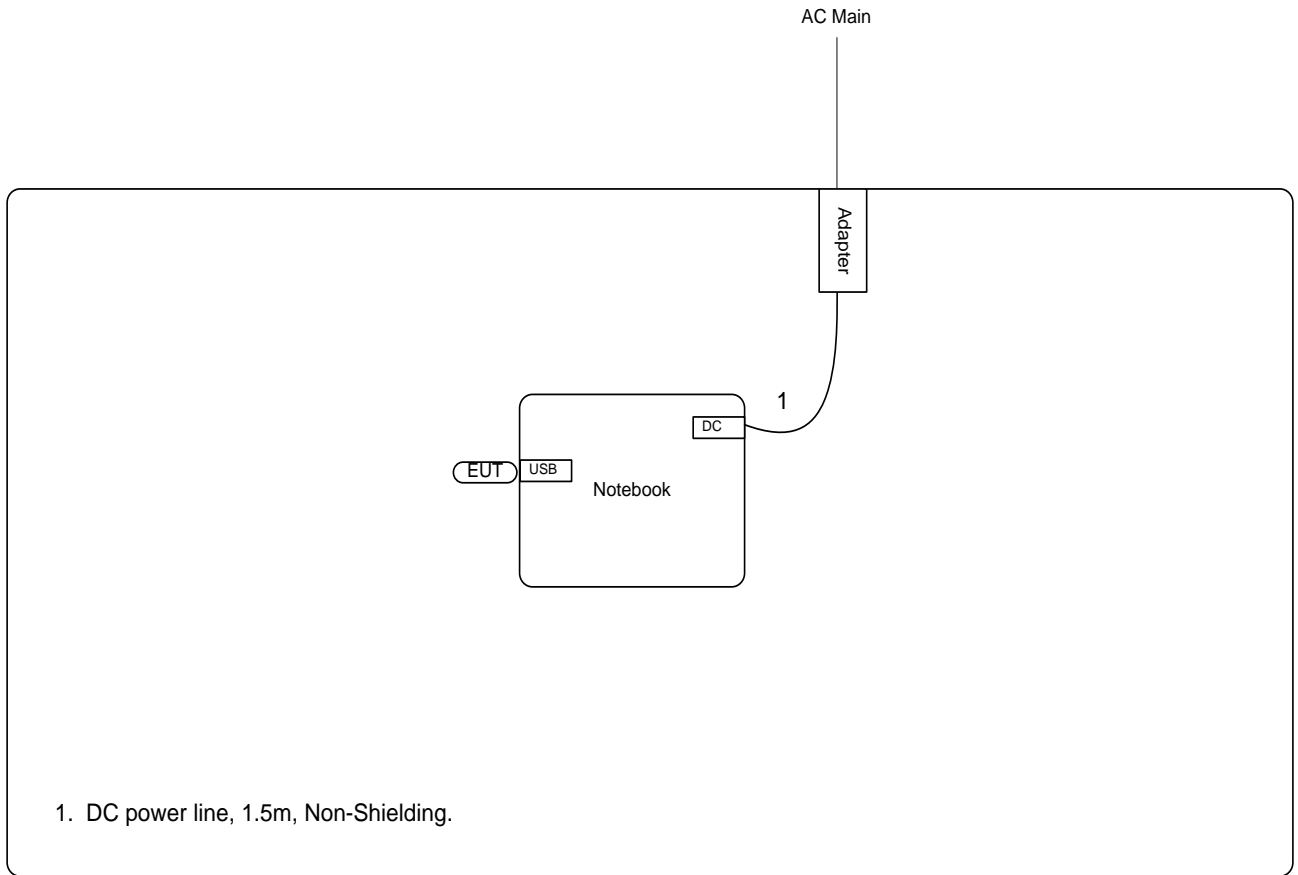 AC Main
Adapter
1
DC
EUT
USB
Notebook
1. DC power line, 1.5m, Non-Shielding.